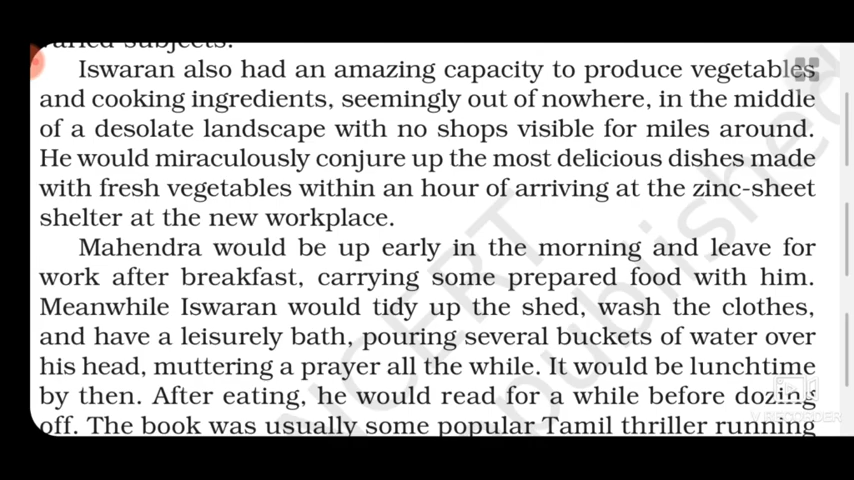 varied subjects.
Iswaran also had an amazing capacity to produce vegetables
and cooking ingredients, seemingly out of nowhere, in the middle
of a desolate landscape with no shops visible for miles around.
He would miraculously conjure up the most delicious dishes made
with fresh vegetables within an hour of arriving at the zinc-sheet
shelter at the new workplace.
Mahendra would be up early in the morning and leave for
work after breakfast, carrying some prepared food with him.
Meanwhile Iswaran would tidy up the shed, wash the clothes,
and have a leisurely bath, pouring several buckets of water over
his head, muttering a prayer all the while. It would be lunchtime
by then. After eating, he would read for a while before dozing
off. The book was usually some popular Tamil thriller running
NCERT
published
V RECORDER